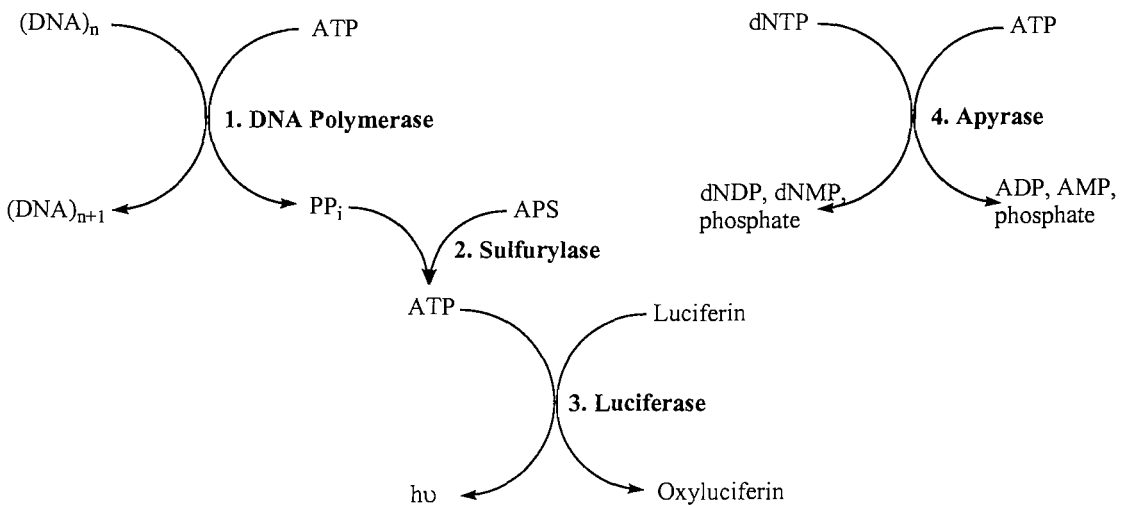 (DNA)n
ATP
1. DNA Polymerase
(DNA)n+1
PPi
APS
2. Sulfurylase
ATP
Luciferin
3. Luciferase
hυ
Oxyluciferin
dNTP
ATP
4. Apyrase
dNDP, dNMP,
phosphate
ADP, AMP,
phosphate